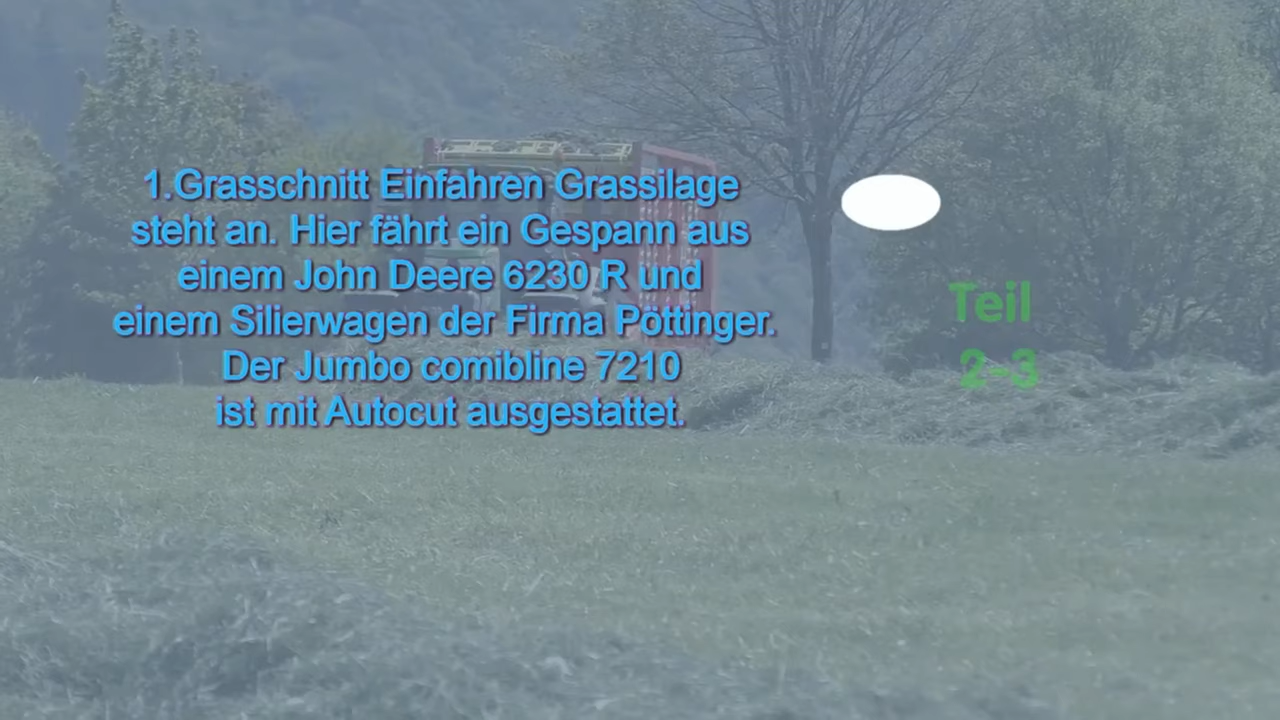 1.Grasschnitt Einfahren Grassilage
steht an. Hier fährt ein Gespann aus
einem John Deere 6230 R und
einem Silierwagen der Firma Pöttinger.
Der Jumbo comibline 7210
ist mit Autocut ausgestattet.
Teil
2-3